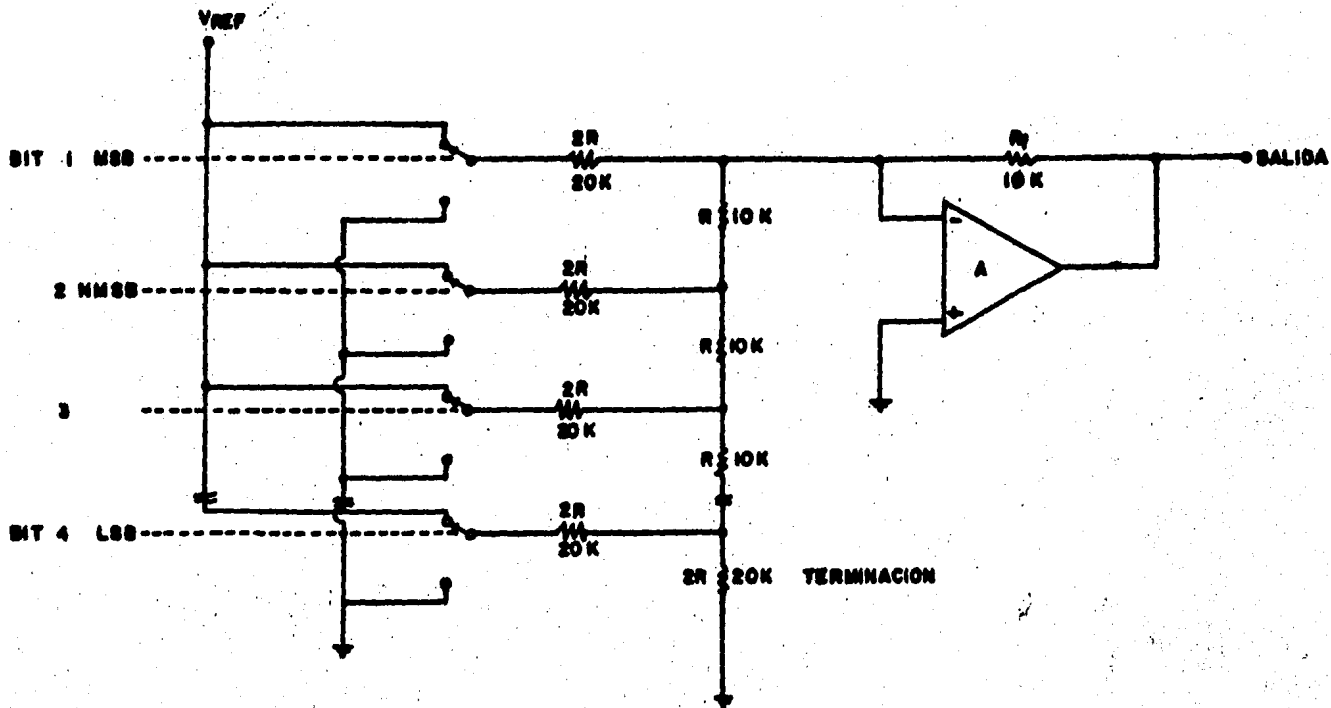 VREF
BIT 1 MSB
2R
20K
Rf
10K
SALIDA
R 10K
2 NMSB
2R
20K
-
A
+
R 10K
3
2R
20K
R 10K
BIT 4 LSB
2R
20K
2R 20K TERMINACION